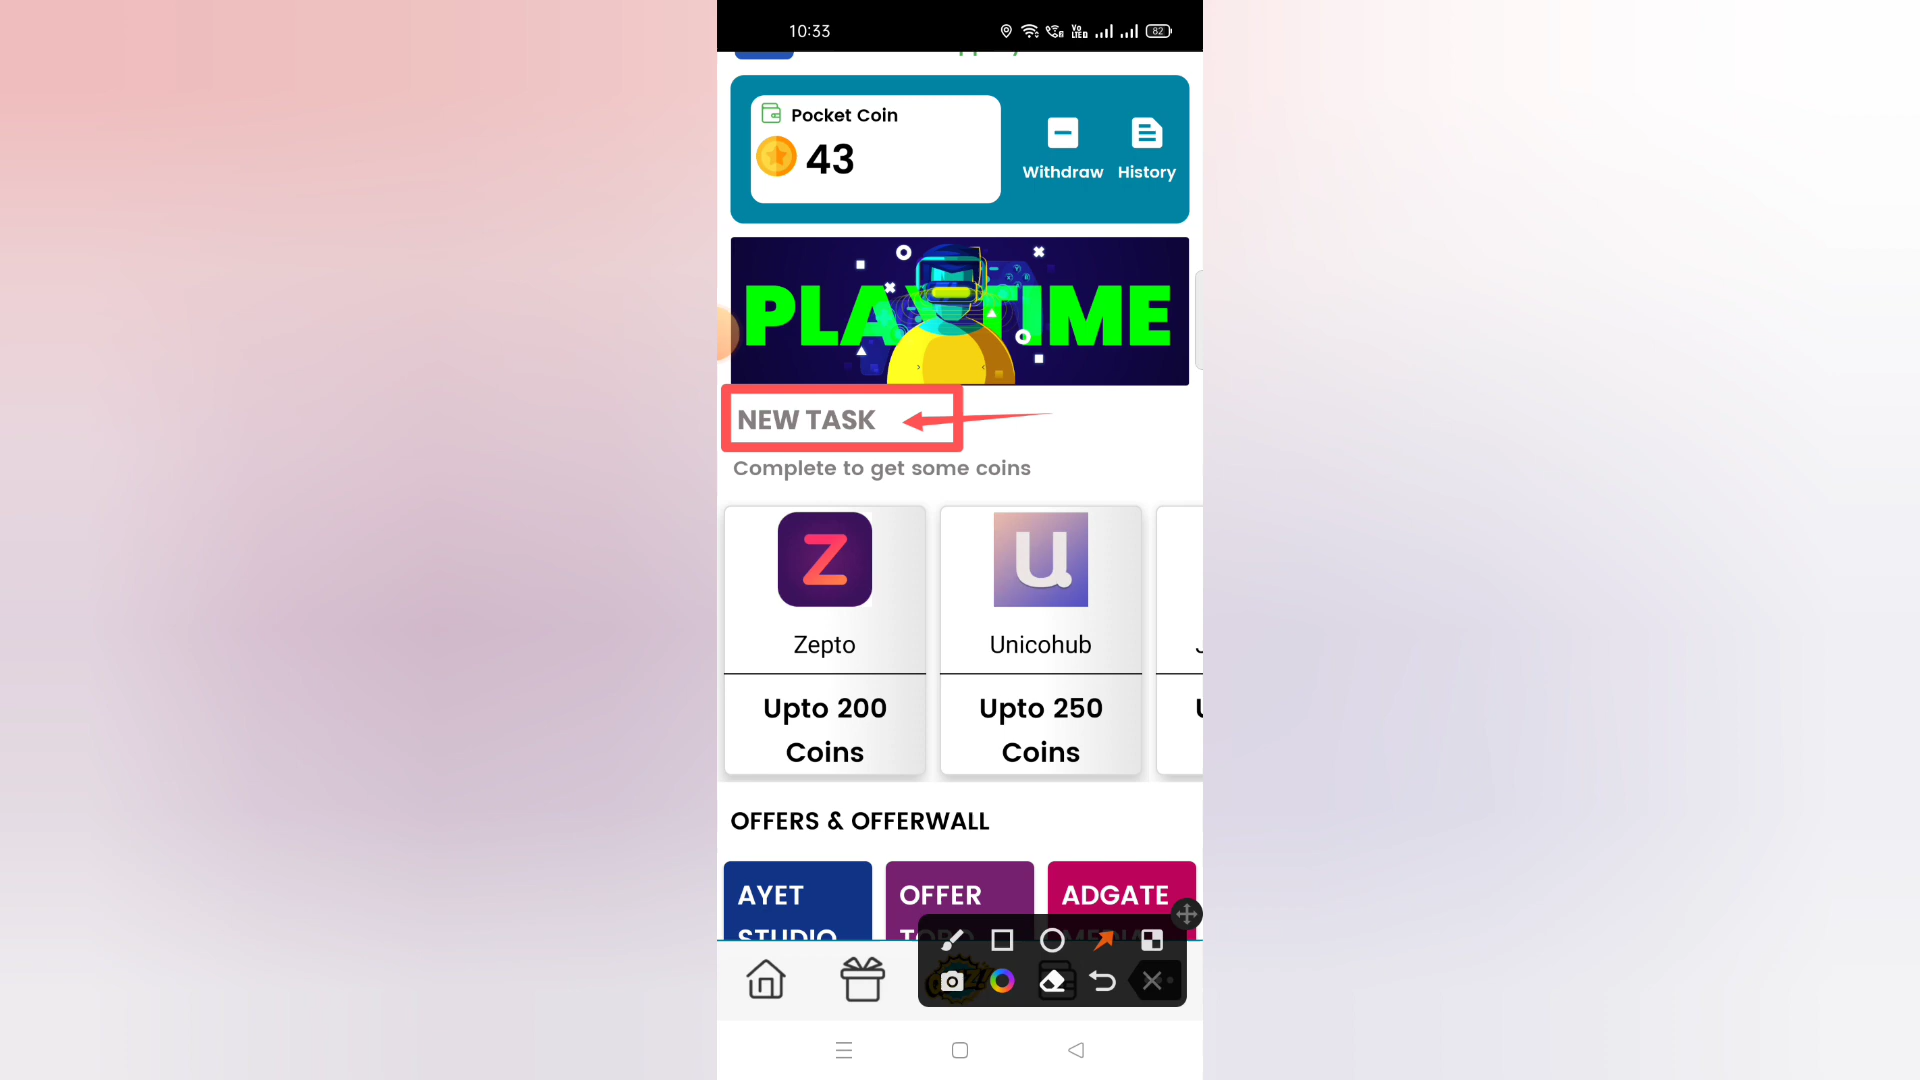 10:33
82
Pocket Coin
43
Withdraw
History
PLAYTIME
NEW TASK
Complete to get some coins
Zepto
Unicohub
Upto 200
Coins
Upto 250
Coins
OFFERS & OFFERWALL
AYET
STUDIO
OFFER
ADGATE